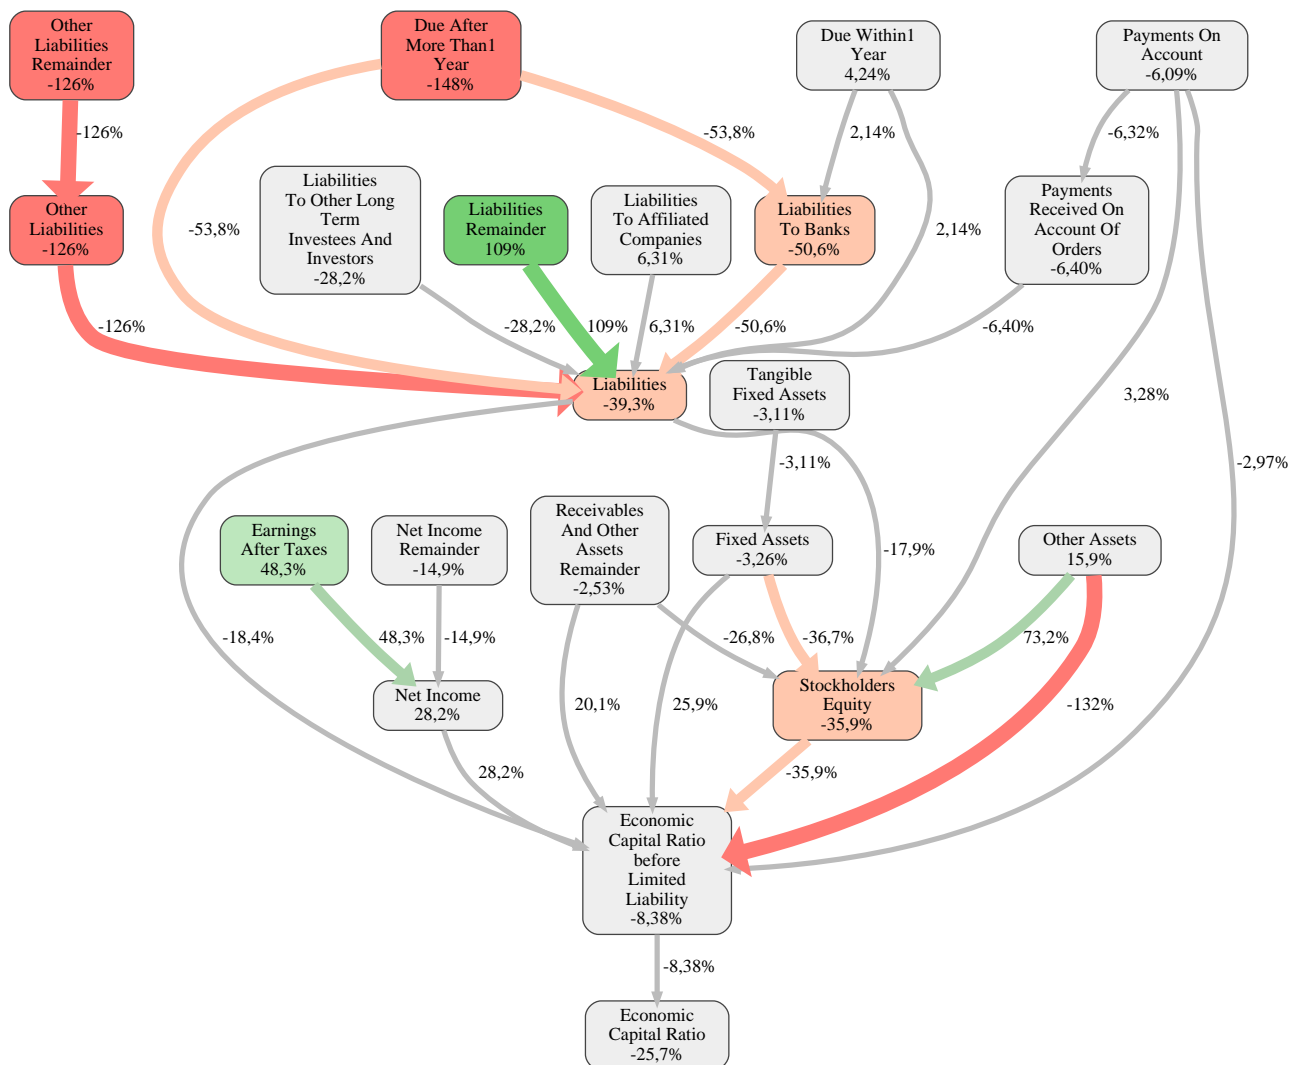 Other
Liabilities
Remainder
-126%
Due After
More Than1
Year
-148%
Due Within1
Year
4,24%
Payments On
Account
-6,09%
-126%
-53,8%
2,14%
-6,32%
Liabilities
To Other Long
Term
Investees And
Investors
-28,2%
Liabilities
Remainder
109%
Liabilities
To Affiliated
Companies
6,31%
Liabilities
To Banks
-50,6%
Payments
Received On
Account Of
Orders
-6,40%
Other
Liabilities
-126%
-53,8%
2,14%
-126%
-28,2%
109%
6,31%
-50,6%
-6,40%
Liabilities
-39,3%
Tangible
Fixed Assets
-3,11%
3,28%
-3,11%
-2,97%
Earnings
After Taxes
48,3%
Net Income
Remainder
-14,9%
Receivables
And Other
Assets
Remainder
-2,53%
Fixed Assets
-3,26%
-17,9%
Other Assets
15,9%
-18,4%
48,3%
-14,9%
-26,8%
-36,7%
73,2%
Net Income
28,2%
20,1%
25,9%
Stockholders
Equity
-35,9%
-132%
28,2%
-35,9%
Economic
Capital Ratio
before
Limited
Liability
-8,38%
-8,38%
Economic
Capital Ratio
-25,7%